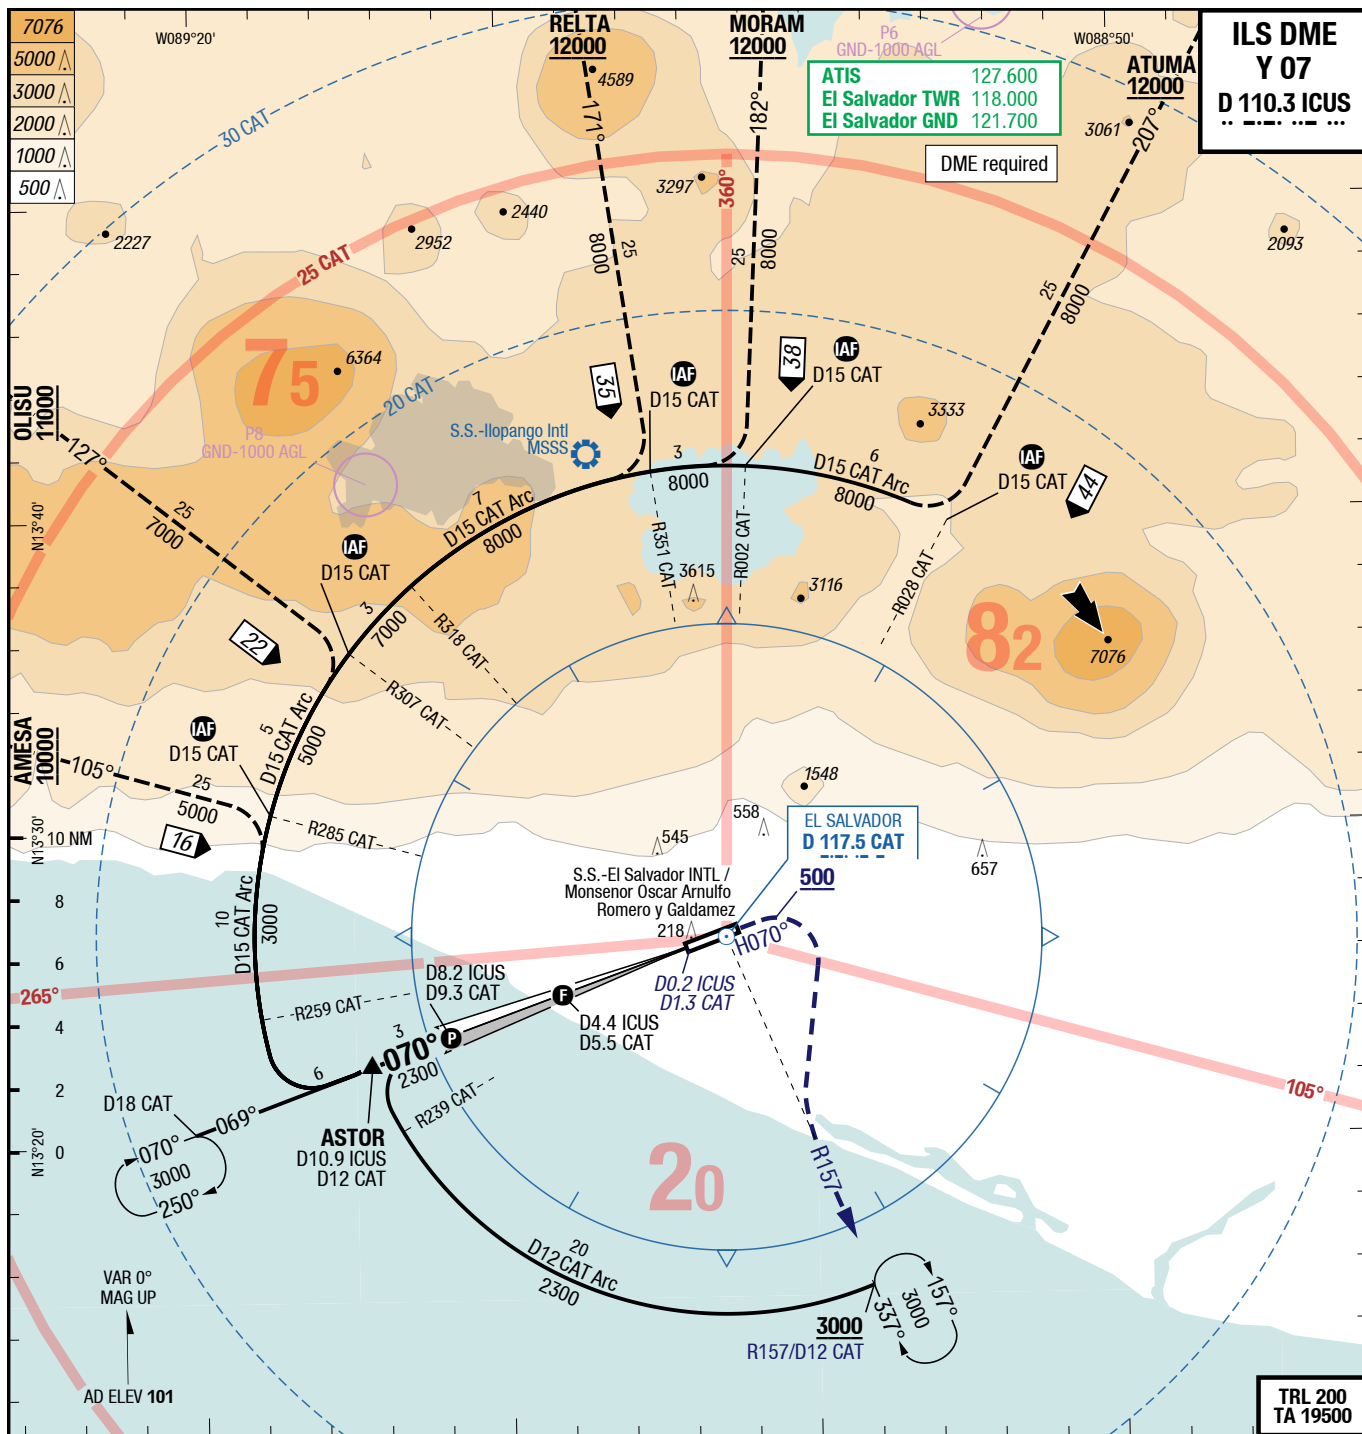 7076
5000
3000
2000
1000
500
W089°20'
RELTA
12000
MORAM
12000
P6
GND-1000 AGL
W088°50'
ATUMA
12000
ILS DME
Y 07
D 110.3 ICUS
ATIS 127.600
El Salvador TWR 118.000
El Salvador GND 121.700
DME required
30 CAT
4589
171°
182°
207°
3061
3297
360°
2440
2227
2952
2093
25 CAT
25
8000
25
8000
25
8000
75
6364
20 CAT
35
38
IAF
D15 CAT
IAF
D15 CAT
OLISU
11000
P8
GND-1000 AGL
S.S.-Ilopango Intl
MSSS
3333
127°
25
7000
3
8000
6
D15 CAT Arc
8000
IAF
D15 CAT
44
N13°40'
7
D15 CAT Arc
8000
IAF
D15 CAT
R351 CAT
R002 CAT
R028 CAT
3615
3116
3
7000
R318 CAT
82
7076
22
R307 CAT
AMESA
10000
IAF
D15 CAT
5
D15 CAT Arc
5000
105°
25
5000
1548
16
R285 CAT
545
558
657
EL SALVADOR
D 117.5 CAT
N13°30'
10 NM
8
6
4
2
0
S.S.-El Salvador INTL /
Monsenor Oscar Arnulfo
Romero y Galdamez
218
500
H070°
10
D15 CAT Arc
3000
D8.2 ICUS
D9.3 CAT
D0.2 ICUS
D1.3 CAT
265°
R259 CAT
F
D4.4 ICUS
D5.5 CAT
3
070°
P
2300
6
R239 CAT
105°
D18 CAT
069°
070°
3000
250°
ASTOR
D10.9 ICUS
D12 CAT
N13°20'
20
R157
20
D12 CAT Arc
2300
VAR 0°
MAG UP
157°
3000
337°
3000
R157/D12 CAT
AD ELEV 101
TRL 200
TA 19500